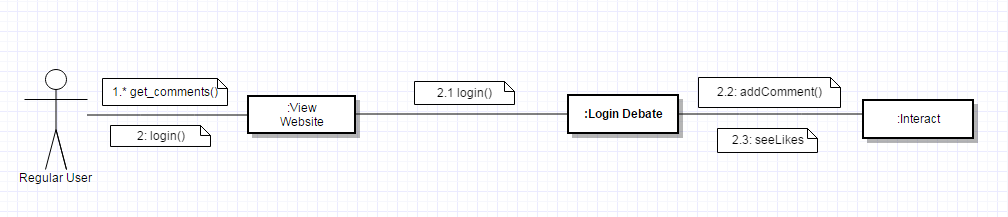 1.* get_comments()
2: login()
Regular User
:View
Website
2.1 login()
:Login Debate
2.2: addComment()
2.3: seeLikes
:Interact